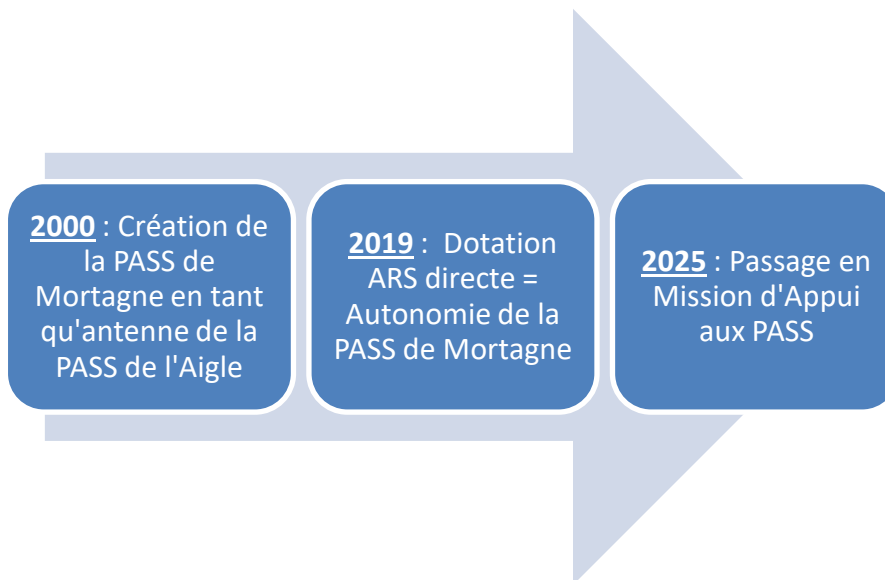 2000 : Création de
la PASS de
Mortagne en tant
qu'antenne de la
PASS de l'Aigle
2019 : Dotation
ARS directe =
Autonomie de la
PASS de Mortagne
2025 : Passage en
Mission d'Appui
aux PASS